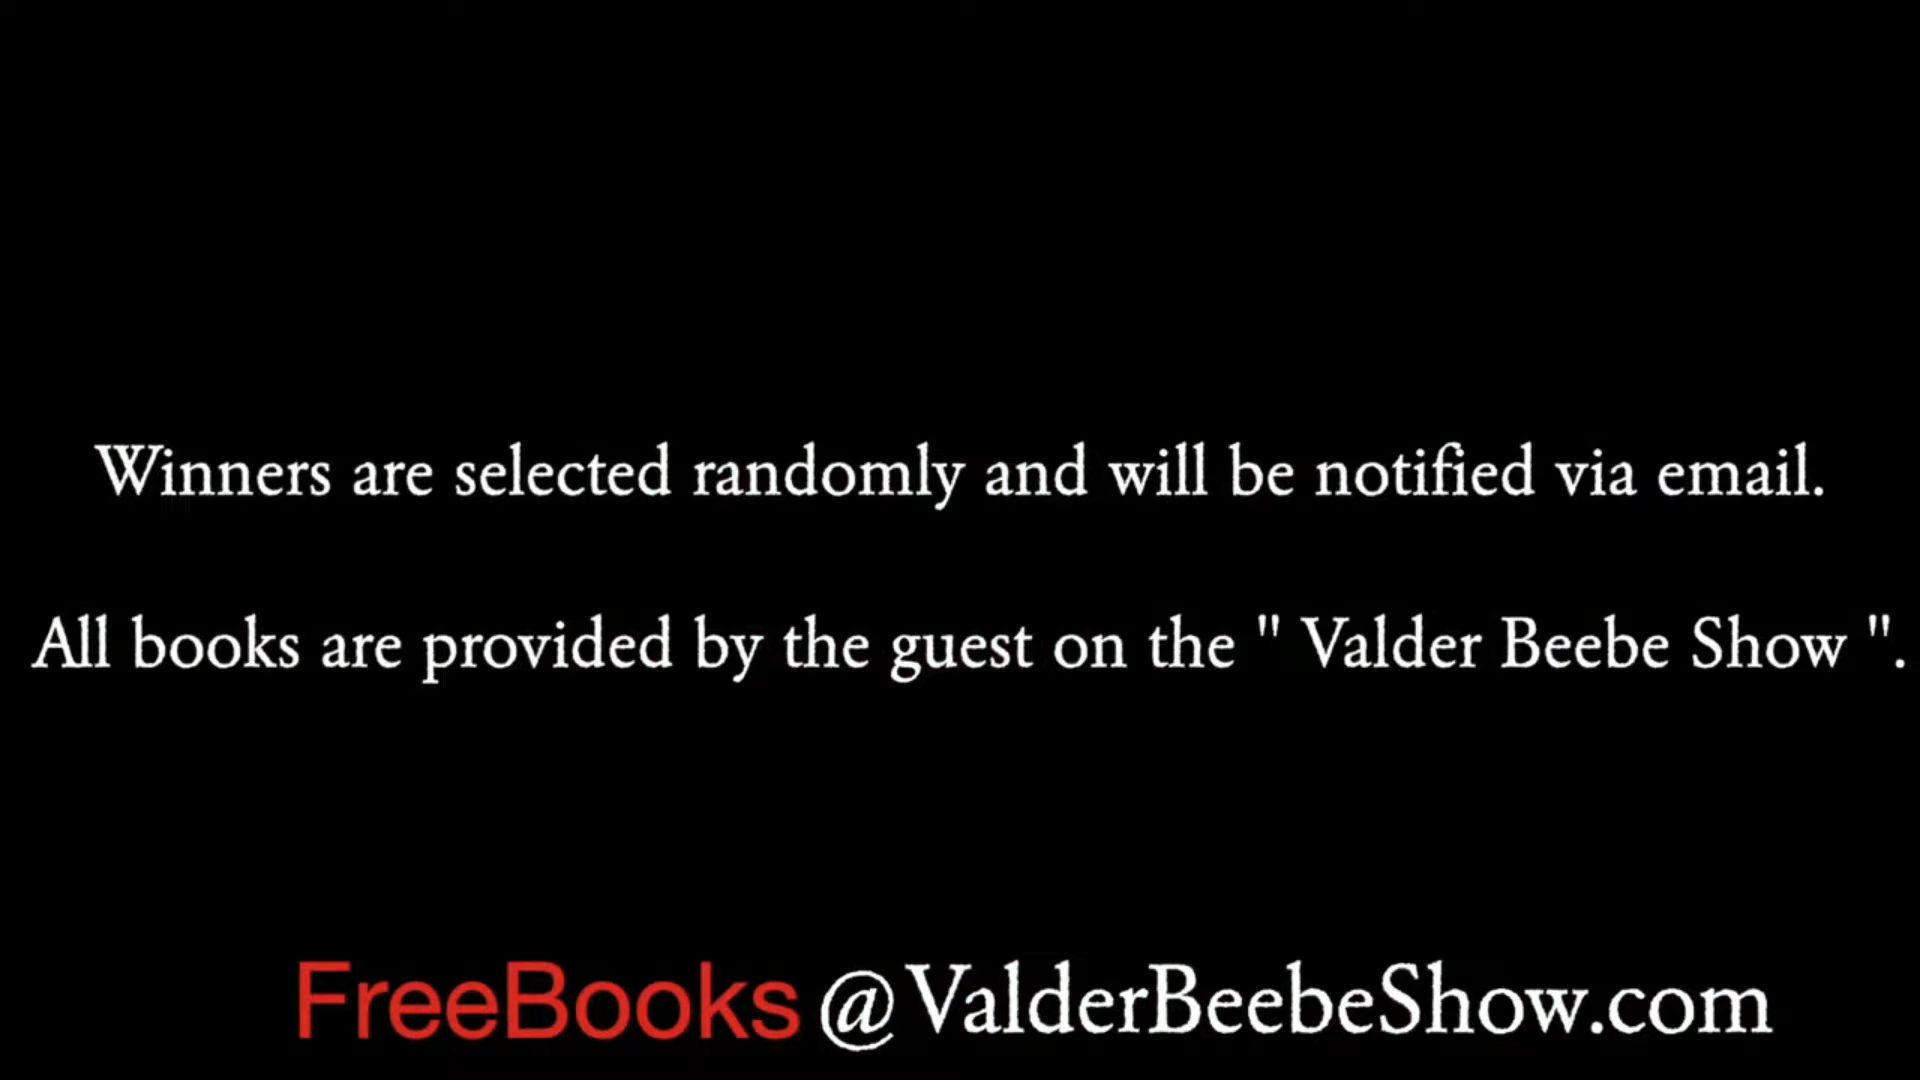 Winners are selected randomly and will be notified via email.
All books are provided by the guest on the " Valder Beebe Show ".
FreeBooks @ValderBeebeShow.com